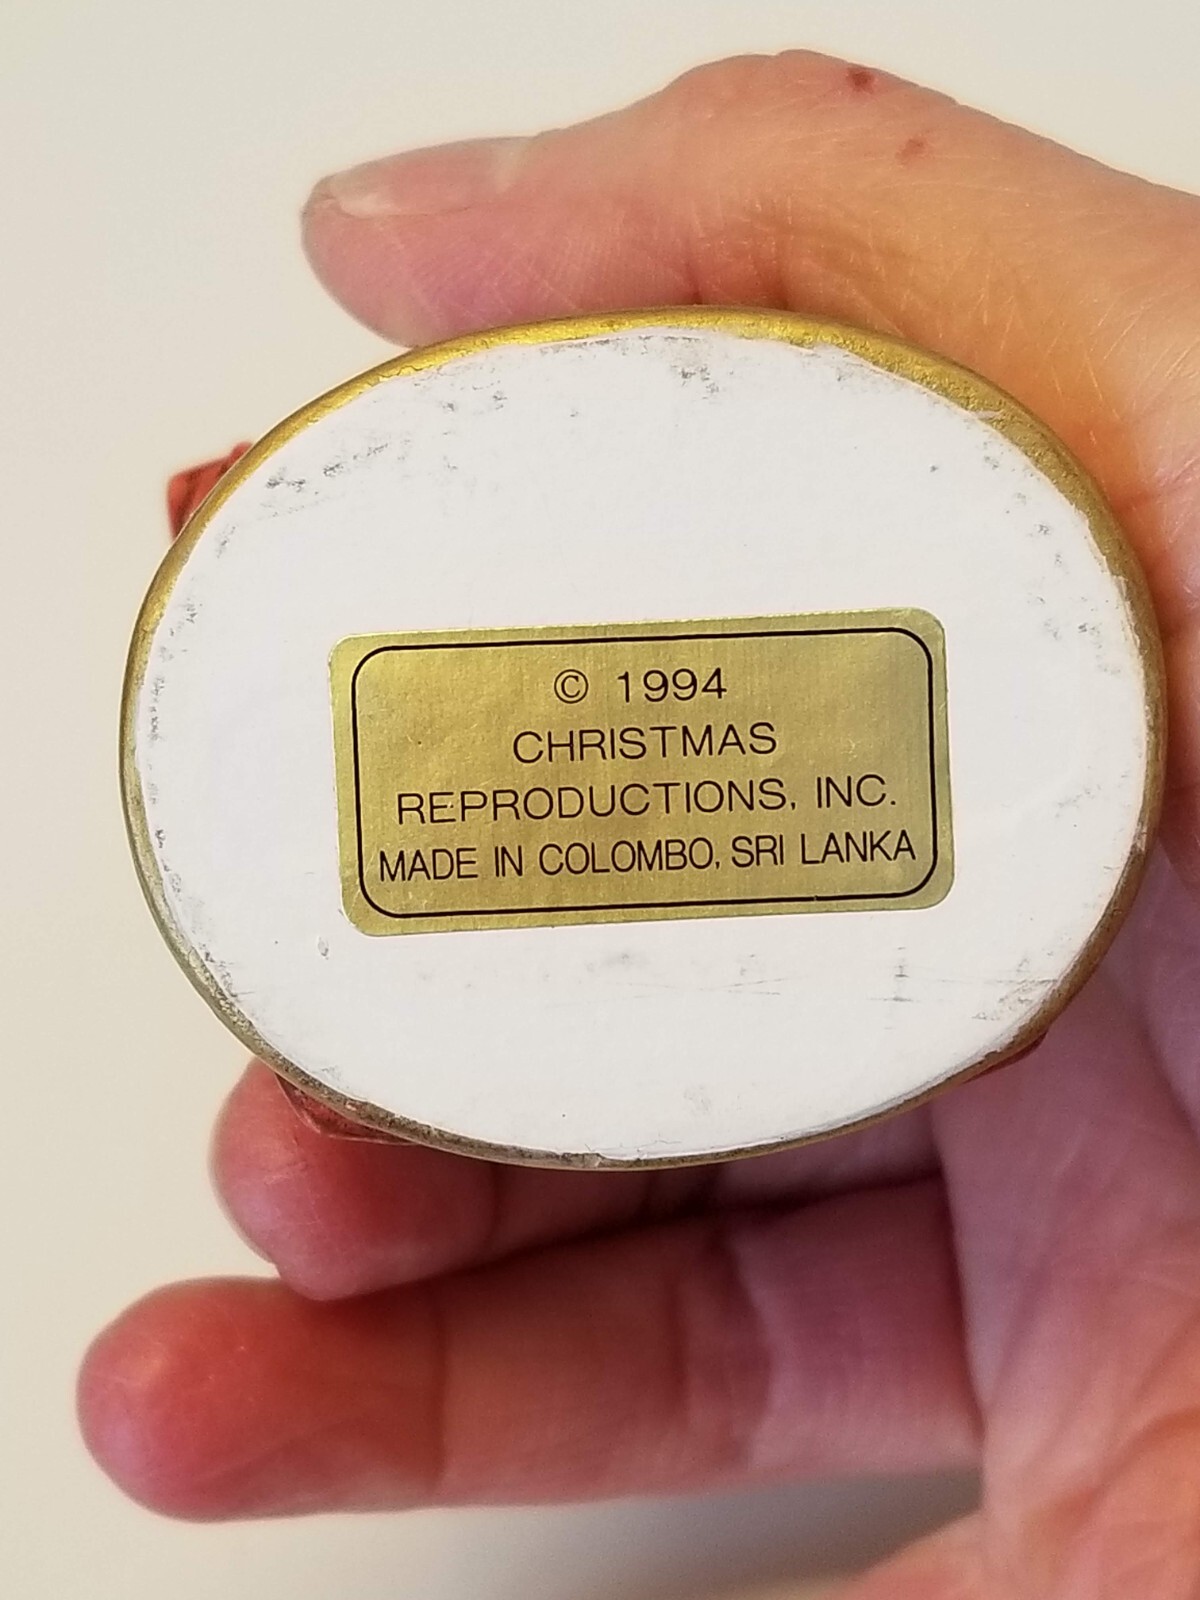 © 1994
CHRISTMAS
REPRODUCTIONS, INC.
MADE IN COLOMBO, SRI LANKA